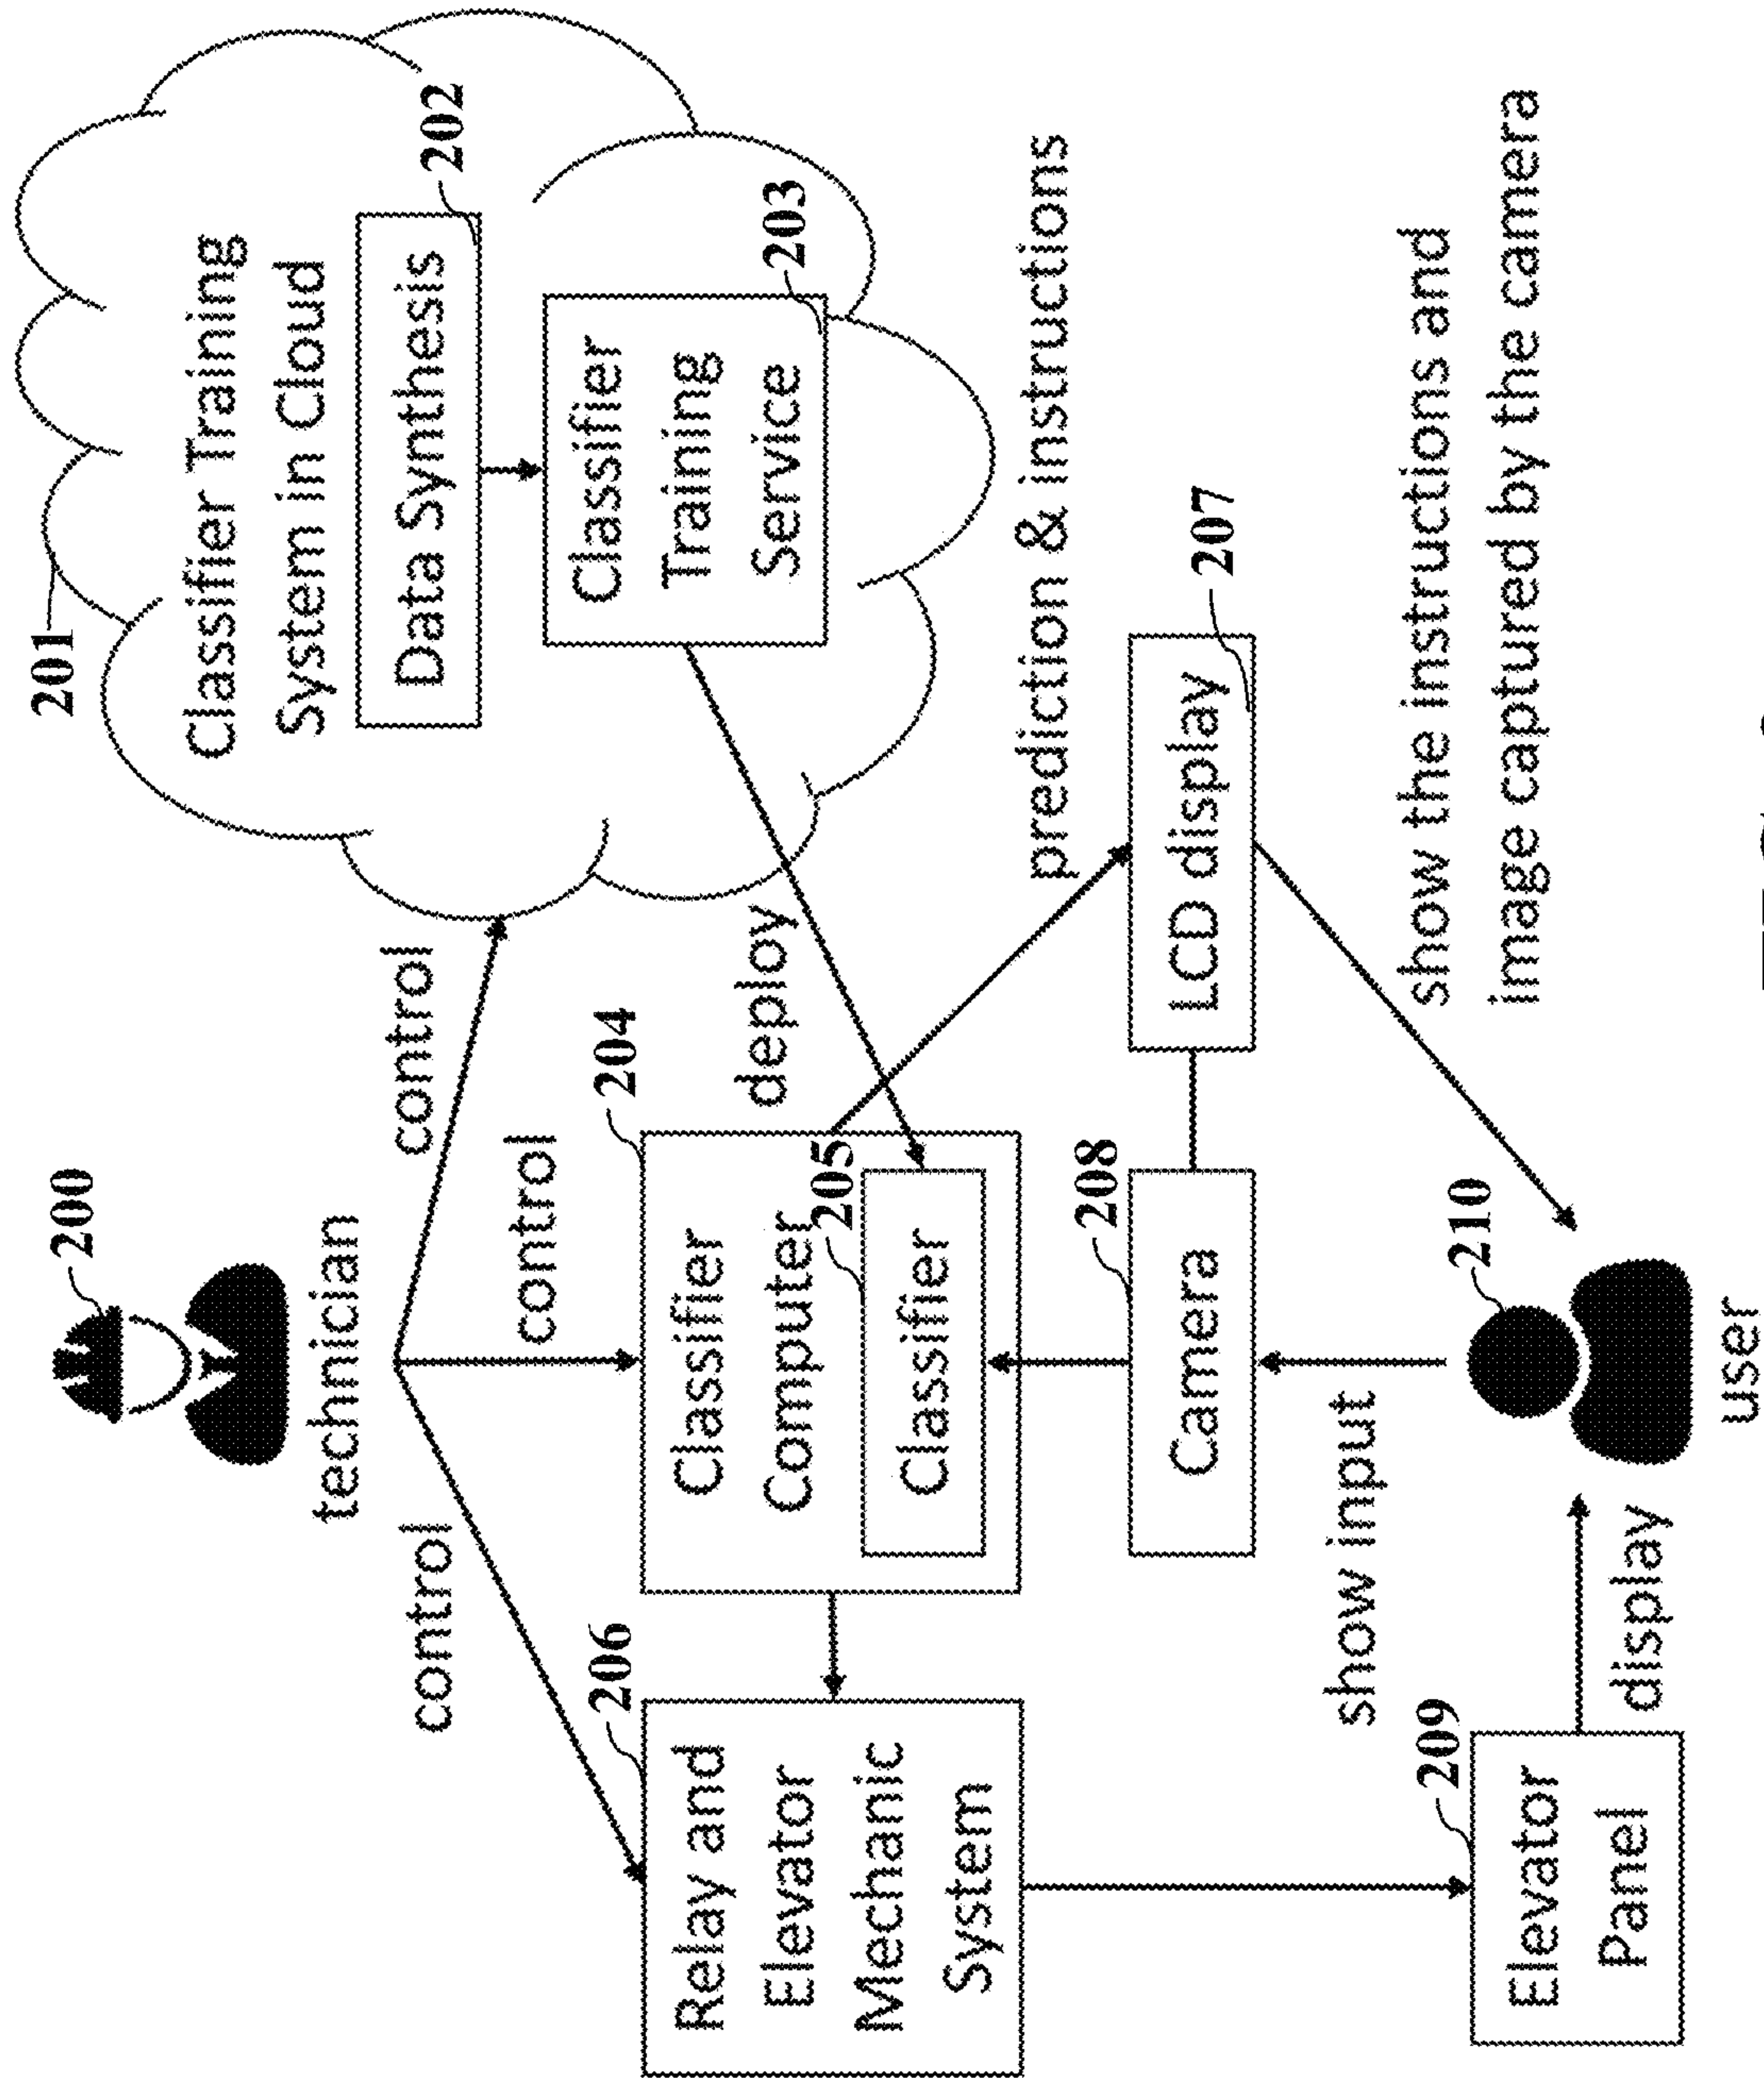 200
technician
control
control
control
201
Classifier Training
System in Cloud
Data Synthesis
202
Classifier
Training
Service
203
deploy
206
Relay and
Elevator
Mechanic
System
204
Classifier
Computer
205
Classifier
prediction & instructions
208
Camera
LCD display
207
show input
show the instructions and
image captured by the camera
209
Elevator
Panel
display
210
user